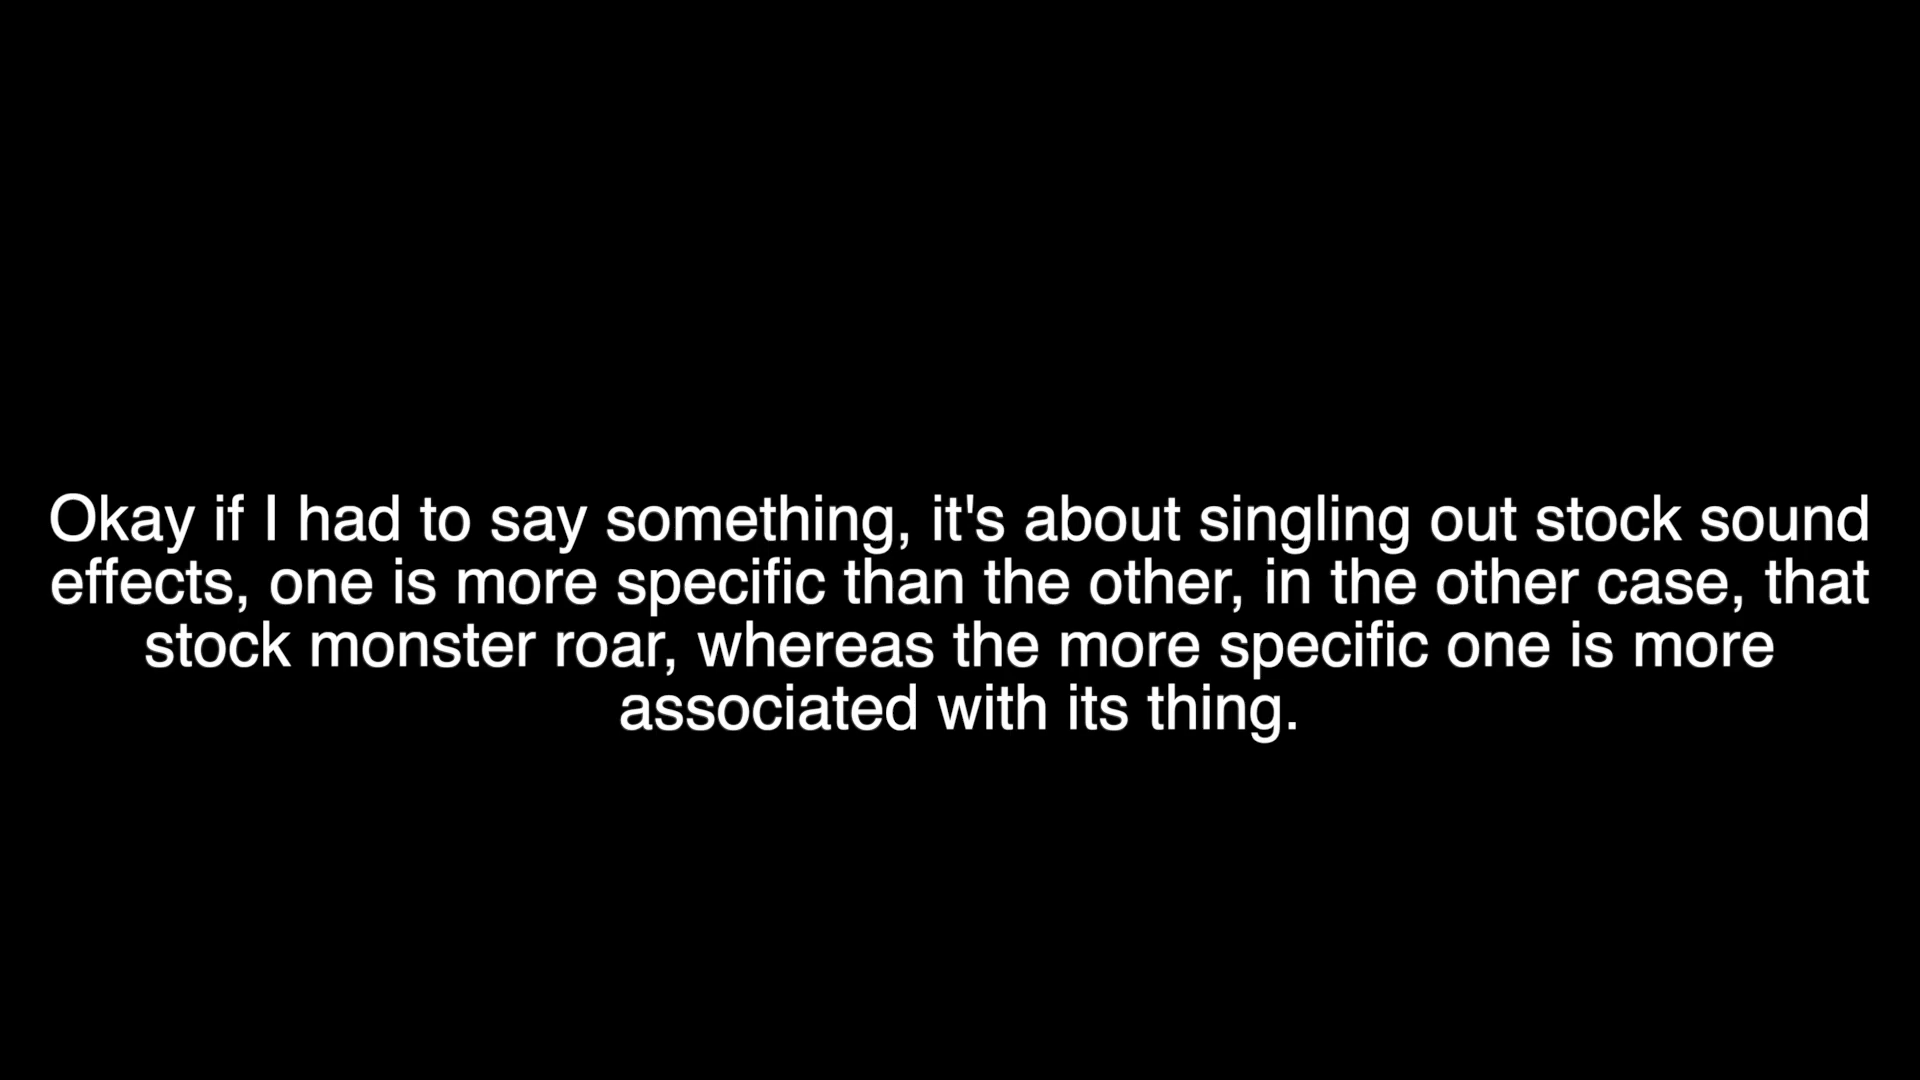 Okay if I had to say something, it's about singling out stock sound
effects, one is more specific than the other, in the other case, that
stock monster roar, whereas the more specific one is more
associated with its thing.